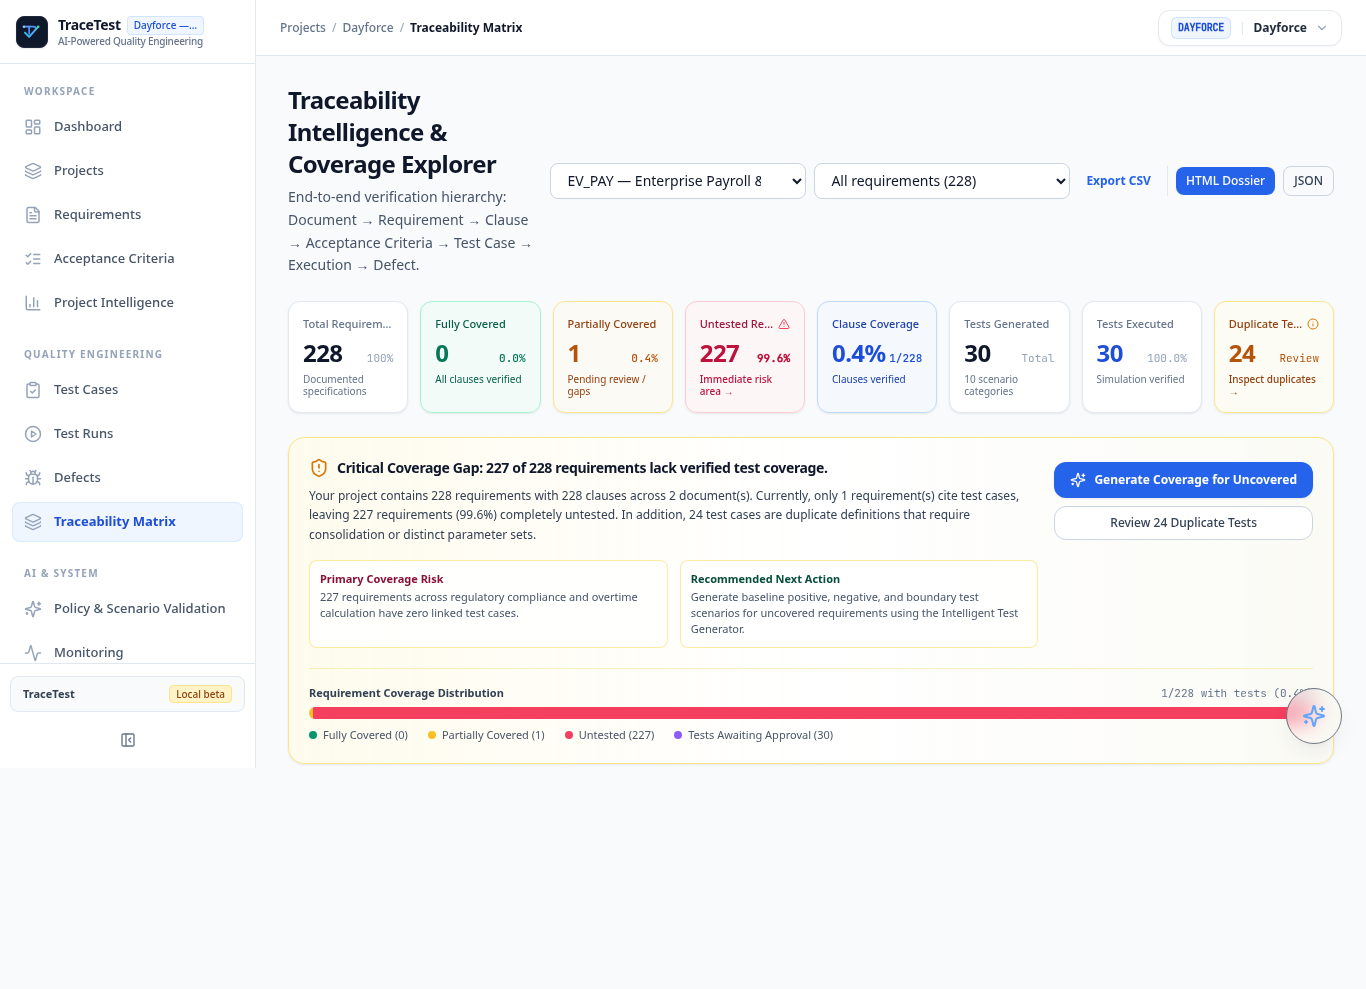 TraceTest
Dayforce —...
AI-Powered Quality Engineering
WORKSPACE
Dashboard
Projects
Requirements
Acceptance Criteria
Project Intelligence
QUALITY ENGINEERING
Test Cases
Test Runs
Defects
Traceability Matrix
AI & SYSTEM
Policy & Scenario Validation
Monitoring
TraceTest
Local beta
Projects / Dayforce / Traceability Matrix
DAYFORCE
Dayforce
Traceability
Intelligence &
Coverage Explorer
End-to-end verification hierarchy:
Document → Requirement → Clause
→ Acceptance Criteria → Test Case →
Execution → Defect.
EV_PAY — Enterprise Payroll &
All requirements (228)
Export CSV
HTML Dossier
JSON
Total Requirem...
228
100%
Documented
specifications
Fully Covered
0
0.0%
All clauses verified
Partially Covered
1
0.4%
Pending review /
gaps
Untested Re...
227
99.6%
Immediate risk
area →
Clause Coverage
0.4%
1/228
Clauses verified
Tests Generated
30
Total
10 scenario
categories
Tests Executed
30
100.0%
Simulation verified
Duplicate Te...
24
Review
Inspect duplicates
→
Critical Coverage Gap: 227 of 228 requirements lack verified test coverage.
Your project contains 228 requirements with 228 clauses across 2 document(s). Currently, only 1 requirement(s) cite test cases,
leaving 227 requirements (99.6%) completely untested. In addition, 24 test cases are duplicate definitions that require
consolidation or distinct parameter sets.
Generate Coverage for Uncovered
Review 24 Duplicate Tests
Primary Coverage Risk
227 requirements across regulatory compliance and overtime
calculation have zero linked test cases.
Recommended Next Action
Generate baseline positive, negative, and boundary test
scenarios for uncovered requirements using the Intelligent Test
Generator.
Requirement Coverage Distribution
1/228 with tests (0.4%
Fully Covered (0)
Partially Covered (1)
Untested (227)
Tests Awaiting Approval (30)